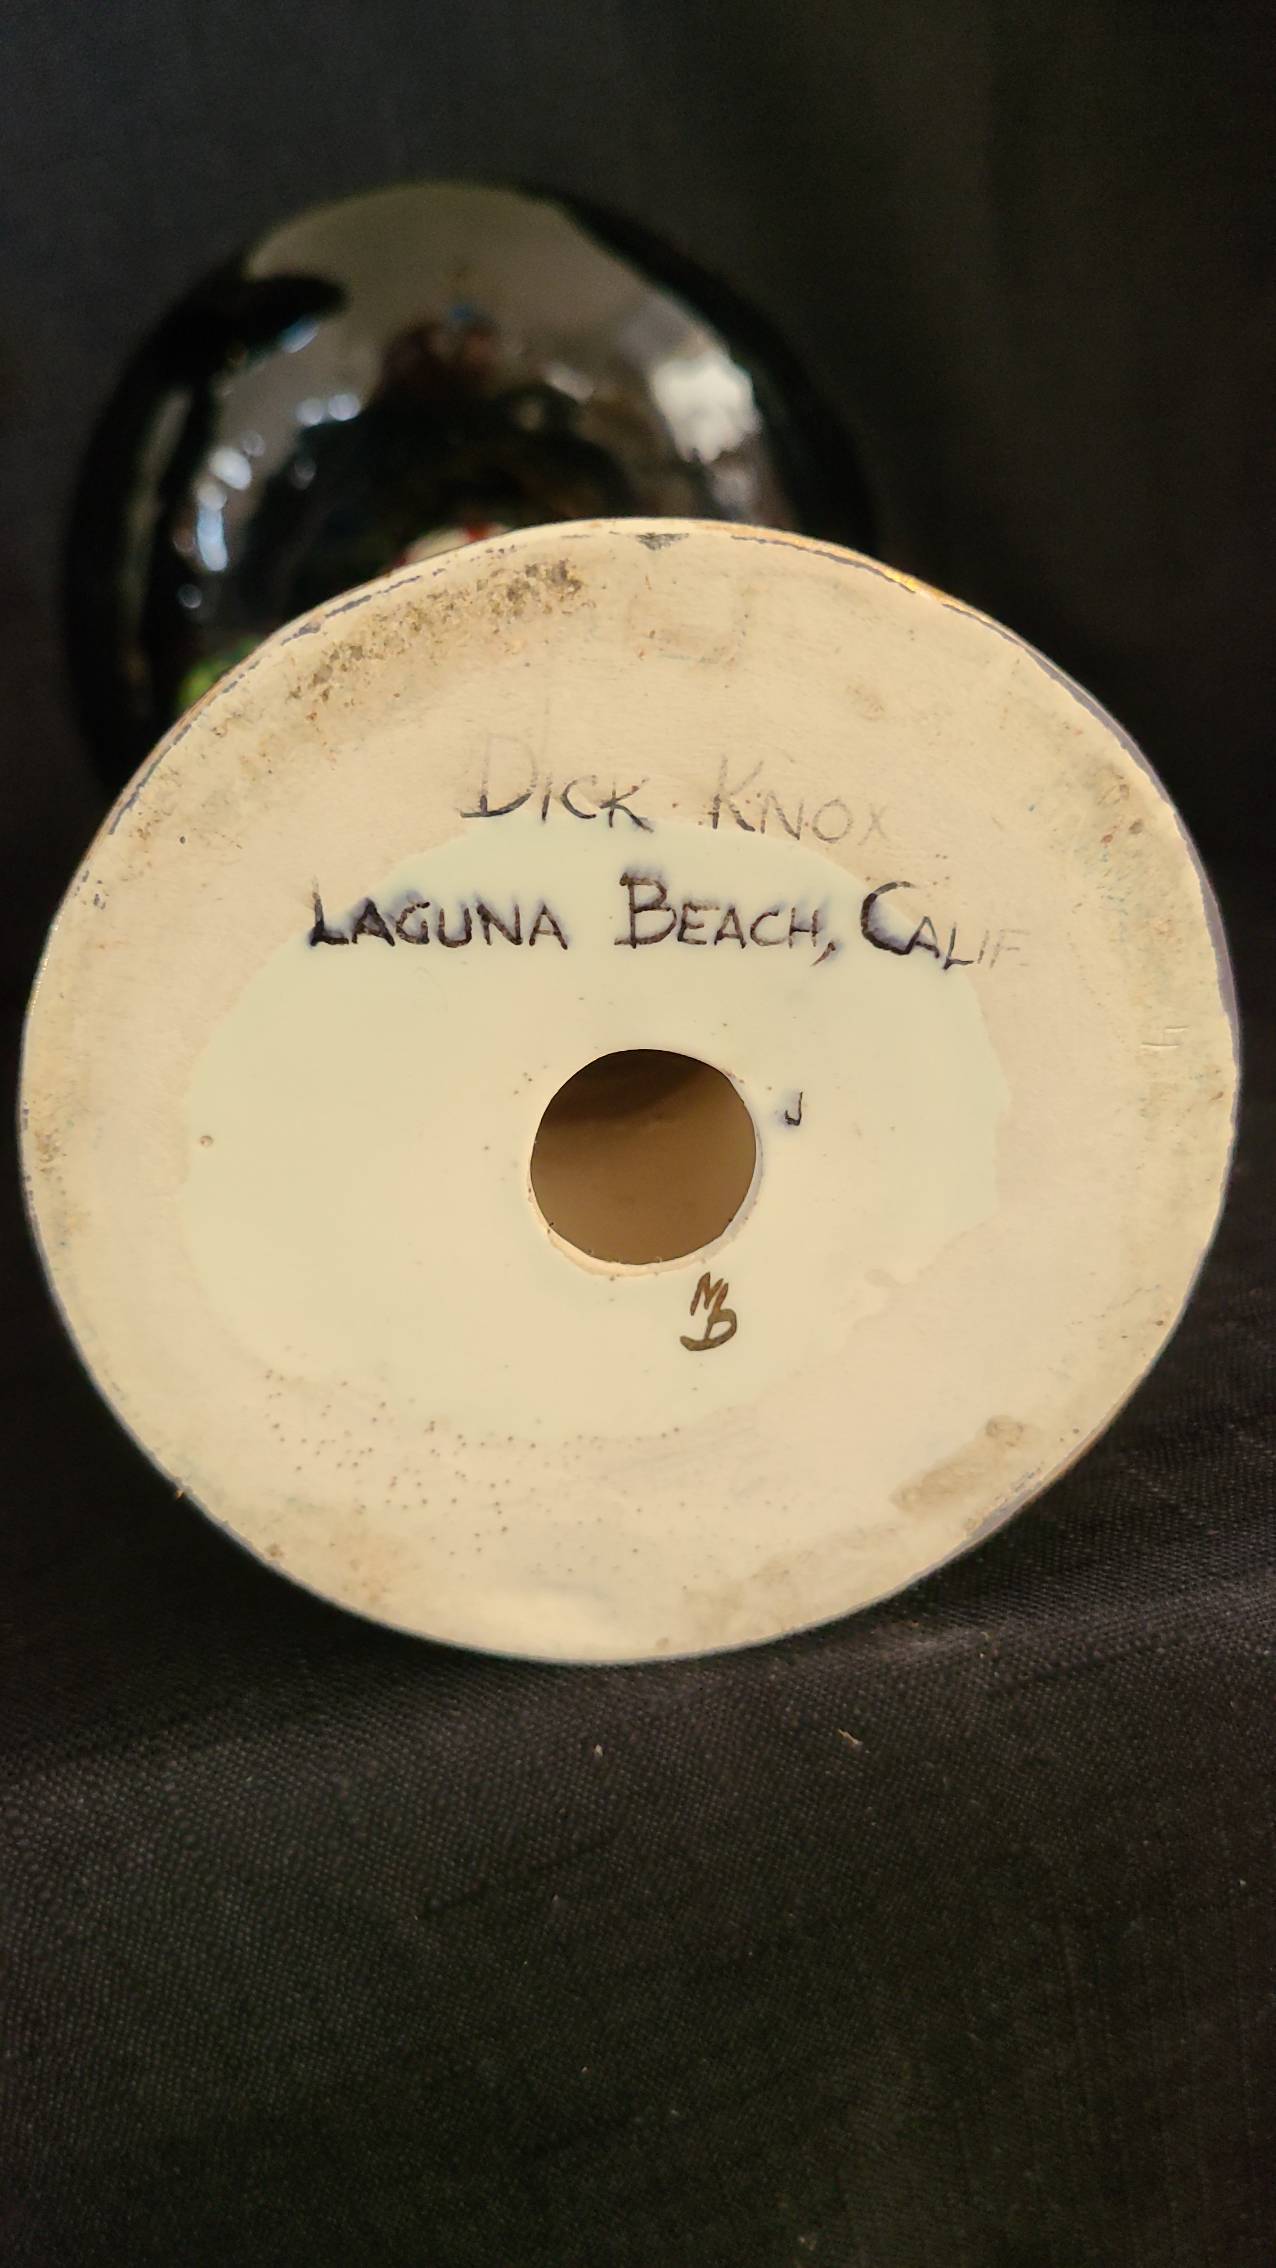 DICK KNOX
LAGUNA BEACH, CALIF.
J
MB